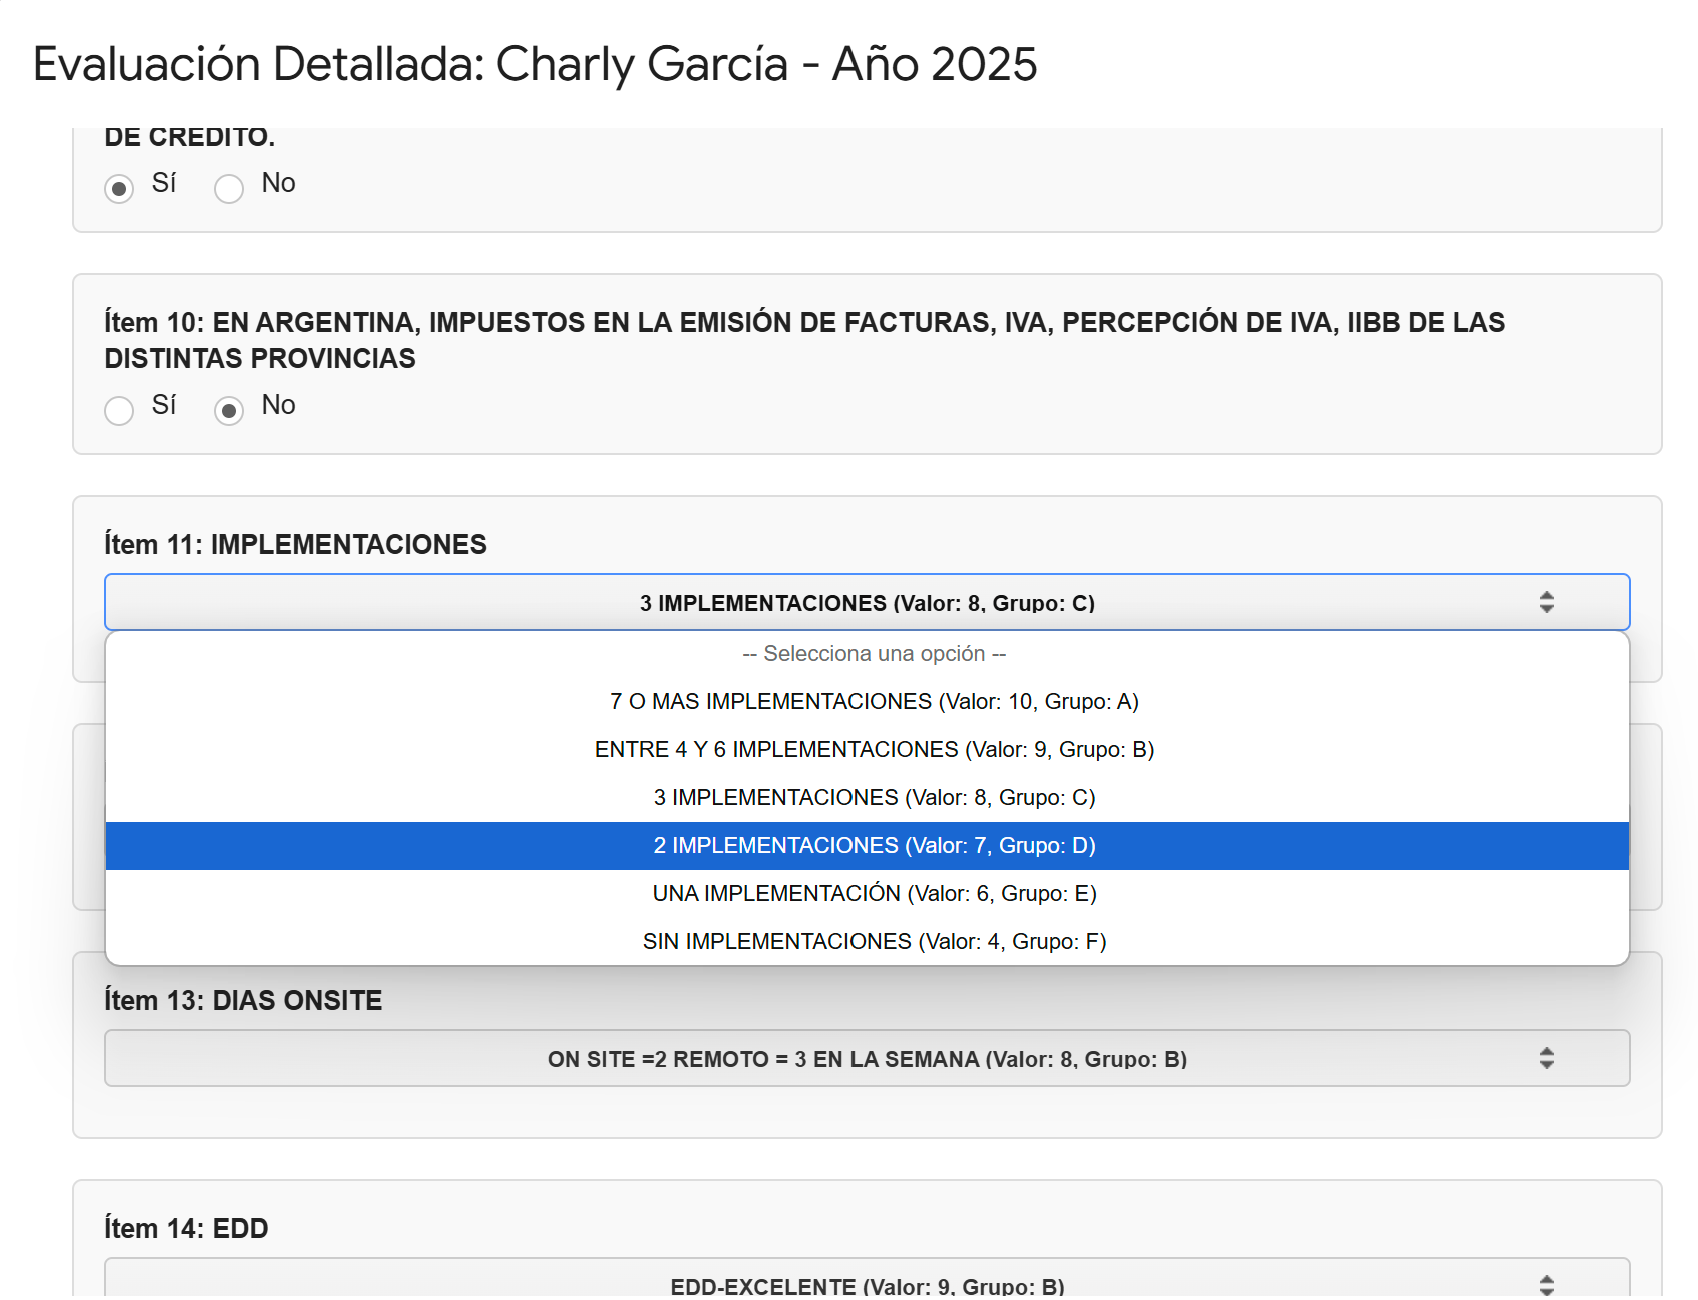 Evaluación Detallada: Charly García - Año 2025
DE CREDITO.
Sí No
Ítem 10: EN ARGENTINA, IMPUESTOS EN LA EMISIÓN DE FACTURAS, IVA, PERCEPCIÓN DE IVA, IIBB DE LAS
DISTINTAS PROVINCIAS
Sí No
Ítem 11: IMPLEMENTACIONES
3 IMPLEMENTACIONES (Valor: 8, Grupo: C)
-- Selecciona una opción --
7 O MAS IMPLEMENTACIONES (Valor: 10, Grupo: A)
ENTRE 4 Y 6 IMPLEMENTACIONES (Valor: 9, Grupo: B)
3 IMPLEMENTACIONES (Valor: 8, Grupo: C)
2 IMPLEMENTACIONES (Valor: 7, Grupo: D)
UNA IMPLEMENTACIÓN (Valor: 6, Grupo: E)
SIN IMPLEMENTACIONES (Valor: 4, Grupo: F)
Ítem 13: DIAS ONSITE
ON SITE =2 REMOTO = 3 EN LA SEMANA (Valor: 8, Grupo: B)
Ítem 14: EDD
EDD-EXCELENTE (Valor: 9, Grupo: B)